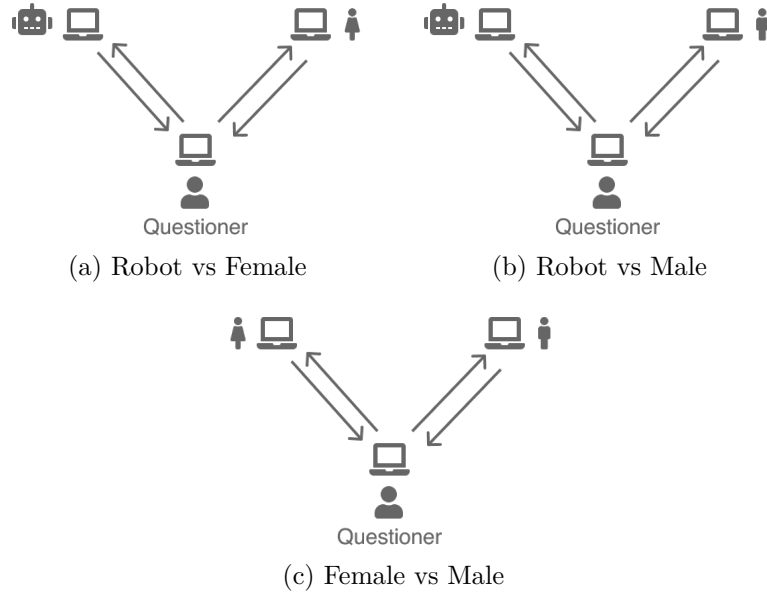 Questioner
(a) Robot vs Female
Questioner
(b) Robot vs Male
Questioner
(c) Female vs Male